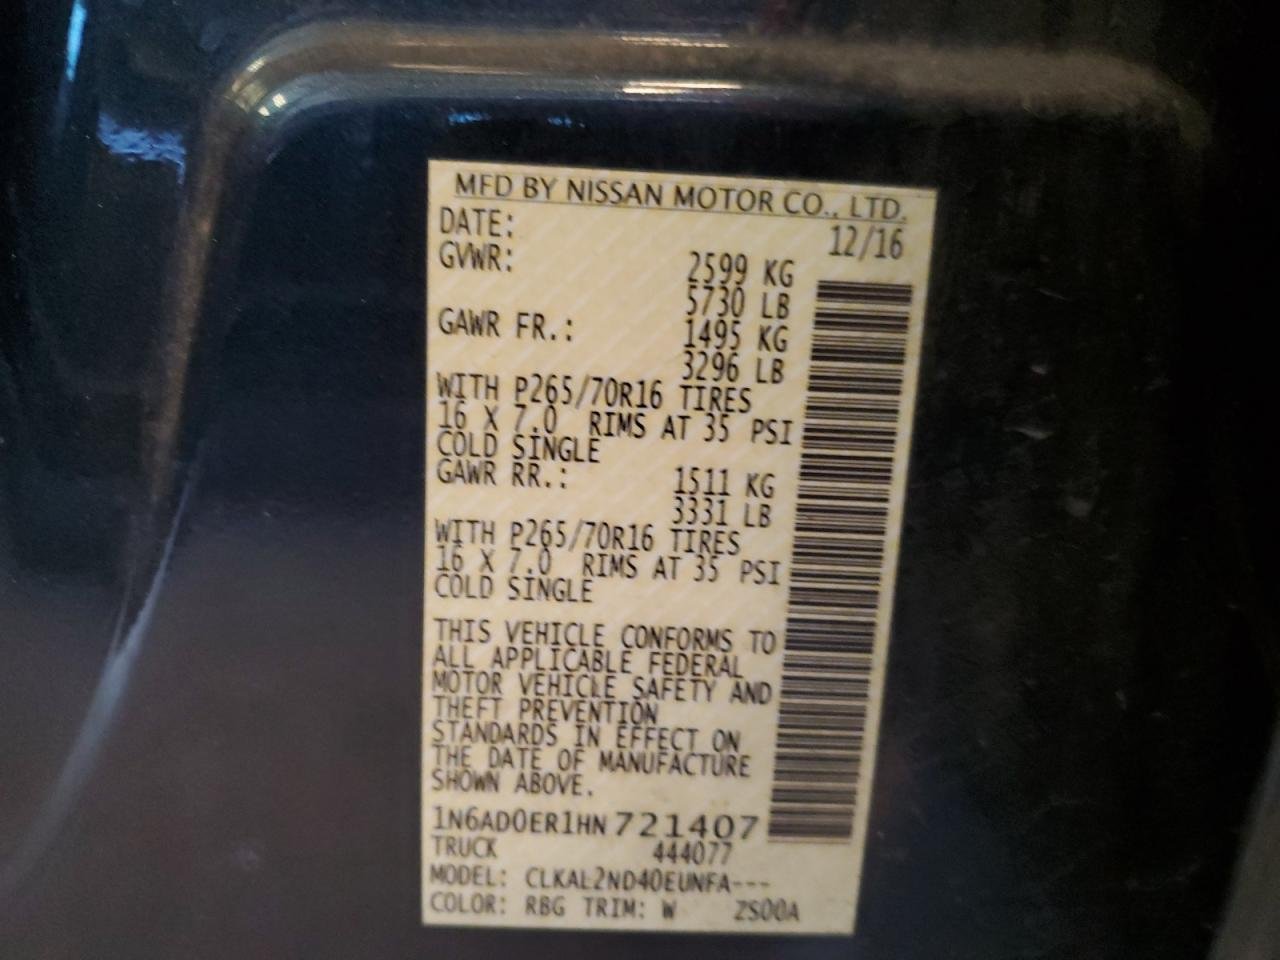 MFD BY NISSAN MOTOR CO., LTD.
DATE: 12/16
GVWR: 2599 KG
5730 LB
GAWR FR.: 1495 KG
3296 LB
WITH P265/70R16 TIRES
16 X 7.0 RIMS AT 35 PSI
COLD SINGLE
GAWR RR.: 1511 KG
3331 LB
WITH P265/70R16 TIRES
16 X 7.0 RIMS AT 35 PSI
COLD SINGLE
THIS VEHICLE CONFORMS TO
ALL APPLICABLE FEDERAL
MOTOR VEHICLE SAFETY AND
THEFT PREVENTION
STANDARDS IN EFFECT ON
THE DATE OF MANUFACTURE
SHOWN ABOVE.
1N6AD0ER1HN721407
TRUCK 444077
MODEL: CLKAL2ND40EUNFA---
COLOR: RBG TRIM: W ZS00A